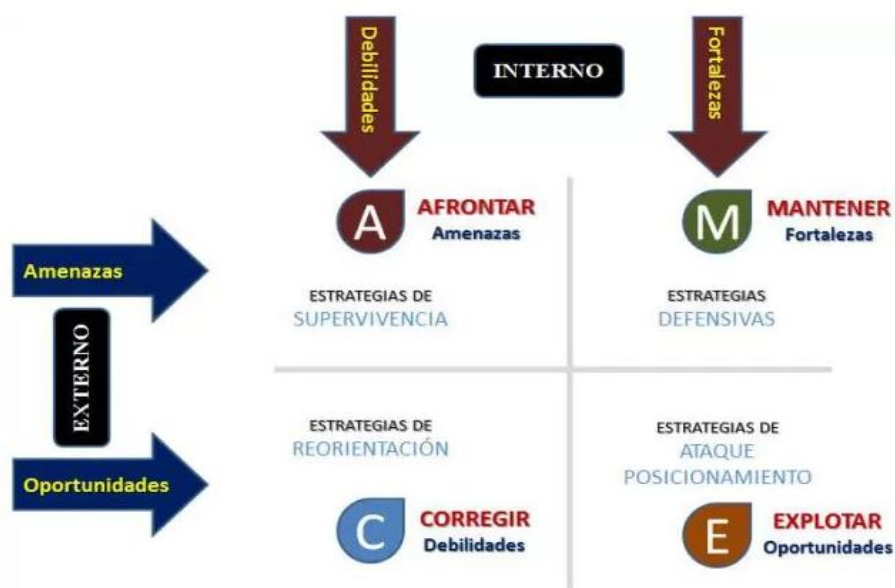 Debilidades
INTERNO
Fortalezas
A
AFRONTAR
Amenazas
M
MANTENER
Fortalezas
Amenazas
ESTRATEGIAS DE
SUPERVIVENCIA
ESTRATEGIAS
DEFENSIVAS
EXTERNO
ESTRATEGIAS DE
REORIENTACIÓN
ESTRATEGIAS DE
ATAQUE
POSICIONAMIENTO
Oportunidades
C
CORREGIR
Debilidades
E
EXPLOTAR
Oportunidades